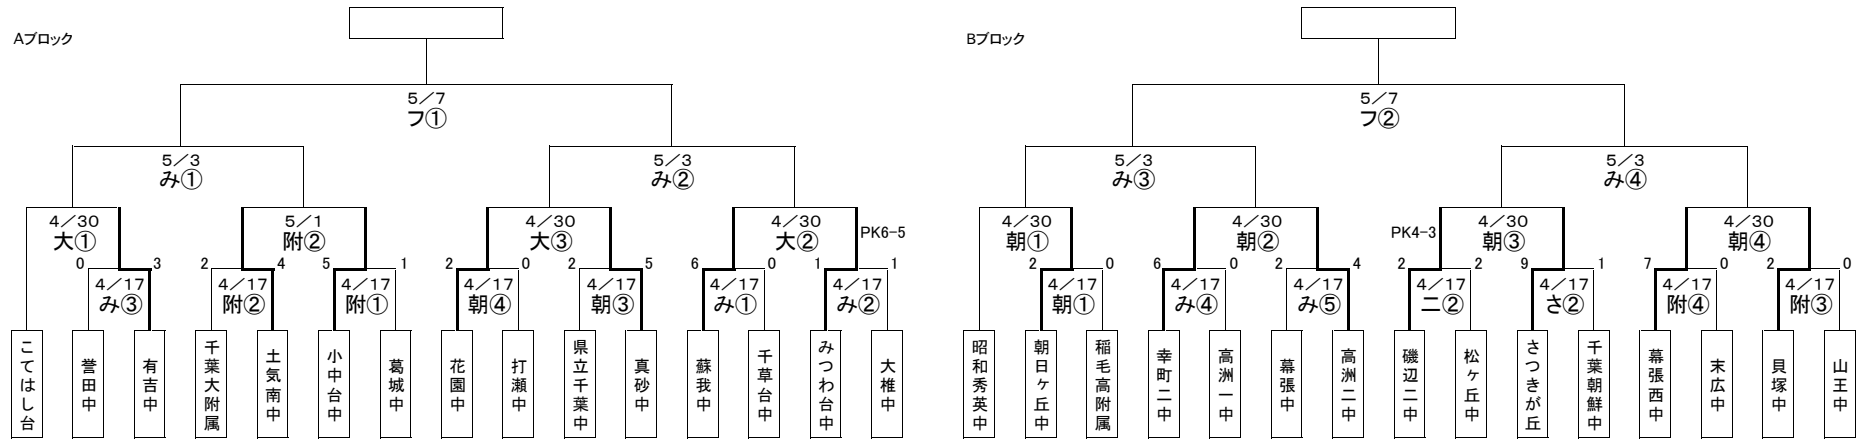 Aブロック
Bブロック
5/7
フ①
5/7
フ②
5/3
み①
5/3
み②
5/3
み③
5/3
み④
4/30
大①
5/1
附②
4/30
大③
4/30
大②
PK6-5
4/30
朝①
4/30
朝②
PK4-3
4/30
朝③
4/30
朝④
0 3 2 4 5 1 2 0 2 5 6 0 1 1
2 0 6 0 2 4 2 2 9 1 7 0 2 0
4/17
み③
4/17
附②
4/17
附①
4/17
朝④
4/17
朝③
4/17
み①
4/17
み②
4/17
朝①
4/17
み④
4/17
み⑤
4/17
二②
4/17
さ②
4/17
附④
4/17
附③
こてはし台
誉田中
有吉中
千葉大附属
土気南中
小中台中
葛城中
花園中
打瀬中
県立千葉中
真砂中
蘇我中
千草台中
みつわ台中
大椎中
昭和秀英中
朝日ヶ丘中
稲毛高附属
幸町二中
高洲一中
幕張中
高洲二中
磯辺二中
松ヶ丘中
さつきが丘
千葉朝鮮中
幕張西中
末広中
貝塚中
山王中